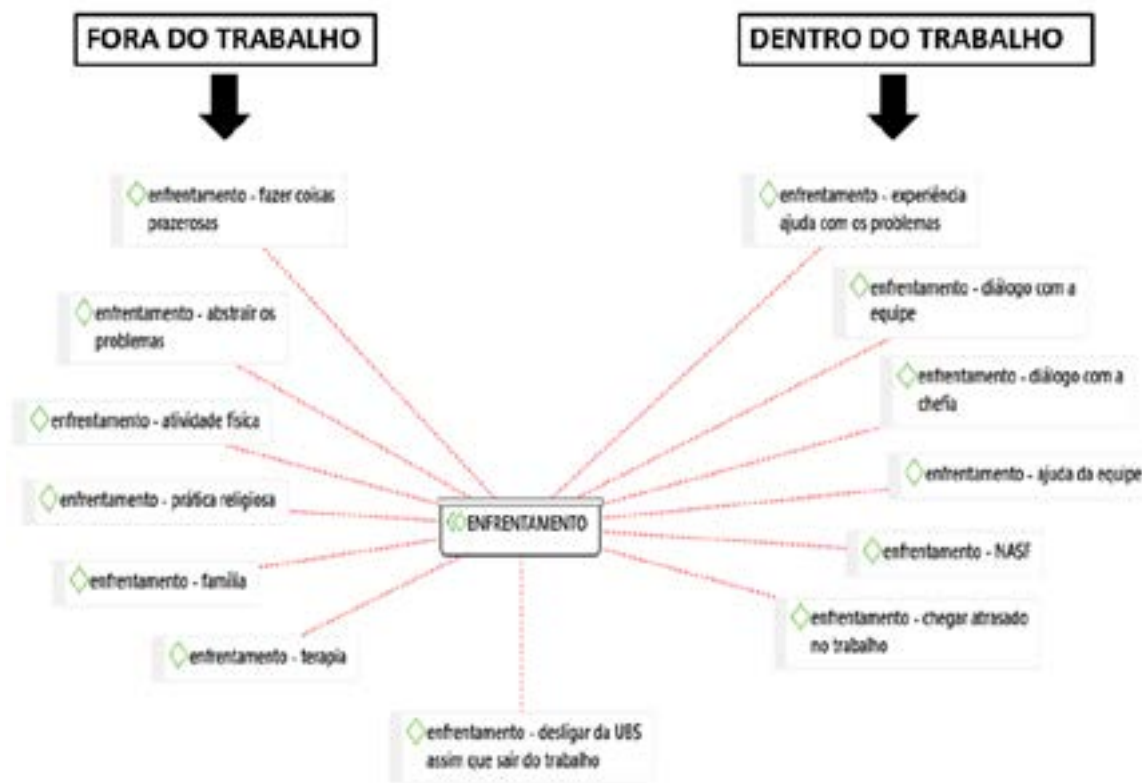 FORA DO TRABALHO
DENTRO DO TRABALHO
enfrentamento - fazer coisas
prazerosas
enfrentamento - experiência
ajuda com os problemas
enfrentamento - abstrair os
problemas
enfrentamento - diálogo com a
equipe
enfrentamento - diálogo com a
chefia
enfrentamento - atividade física
enfrentamento - ajuda da equipe
enfrentamento - prática religiosa
ENFRENTAMENTO
enfrentamento - NASF
enfrentamento - família
enfrentamento - chegar atrasado
no trabalho
enfrentamento - terapia
enfrentamento - desligar da UBS
assim que sair do trabalho